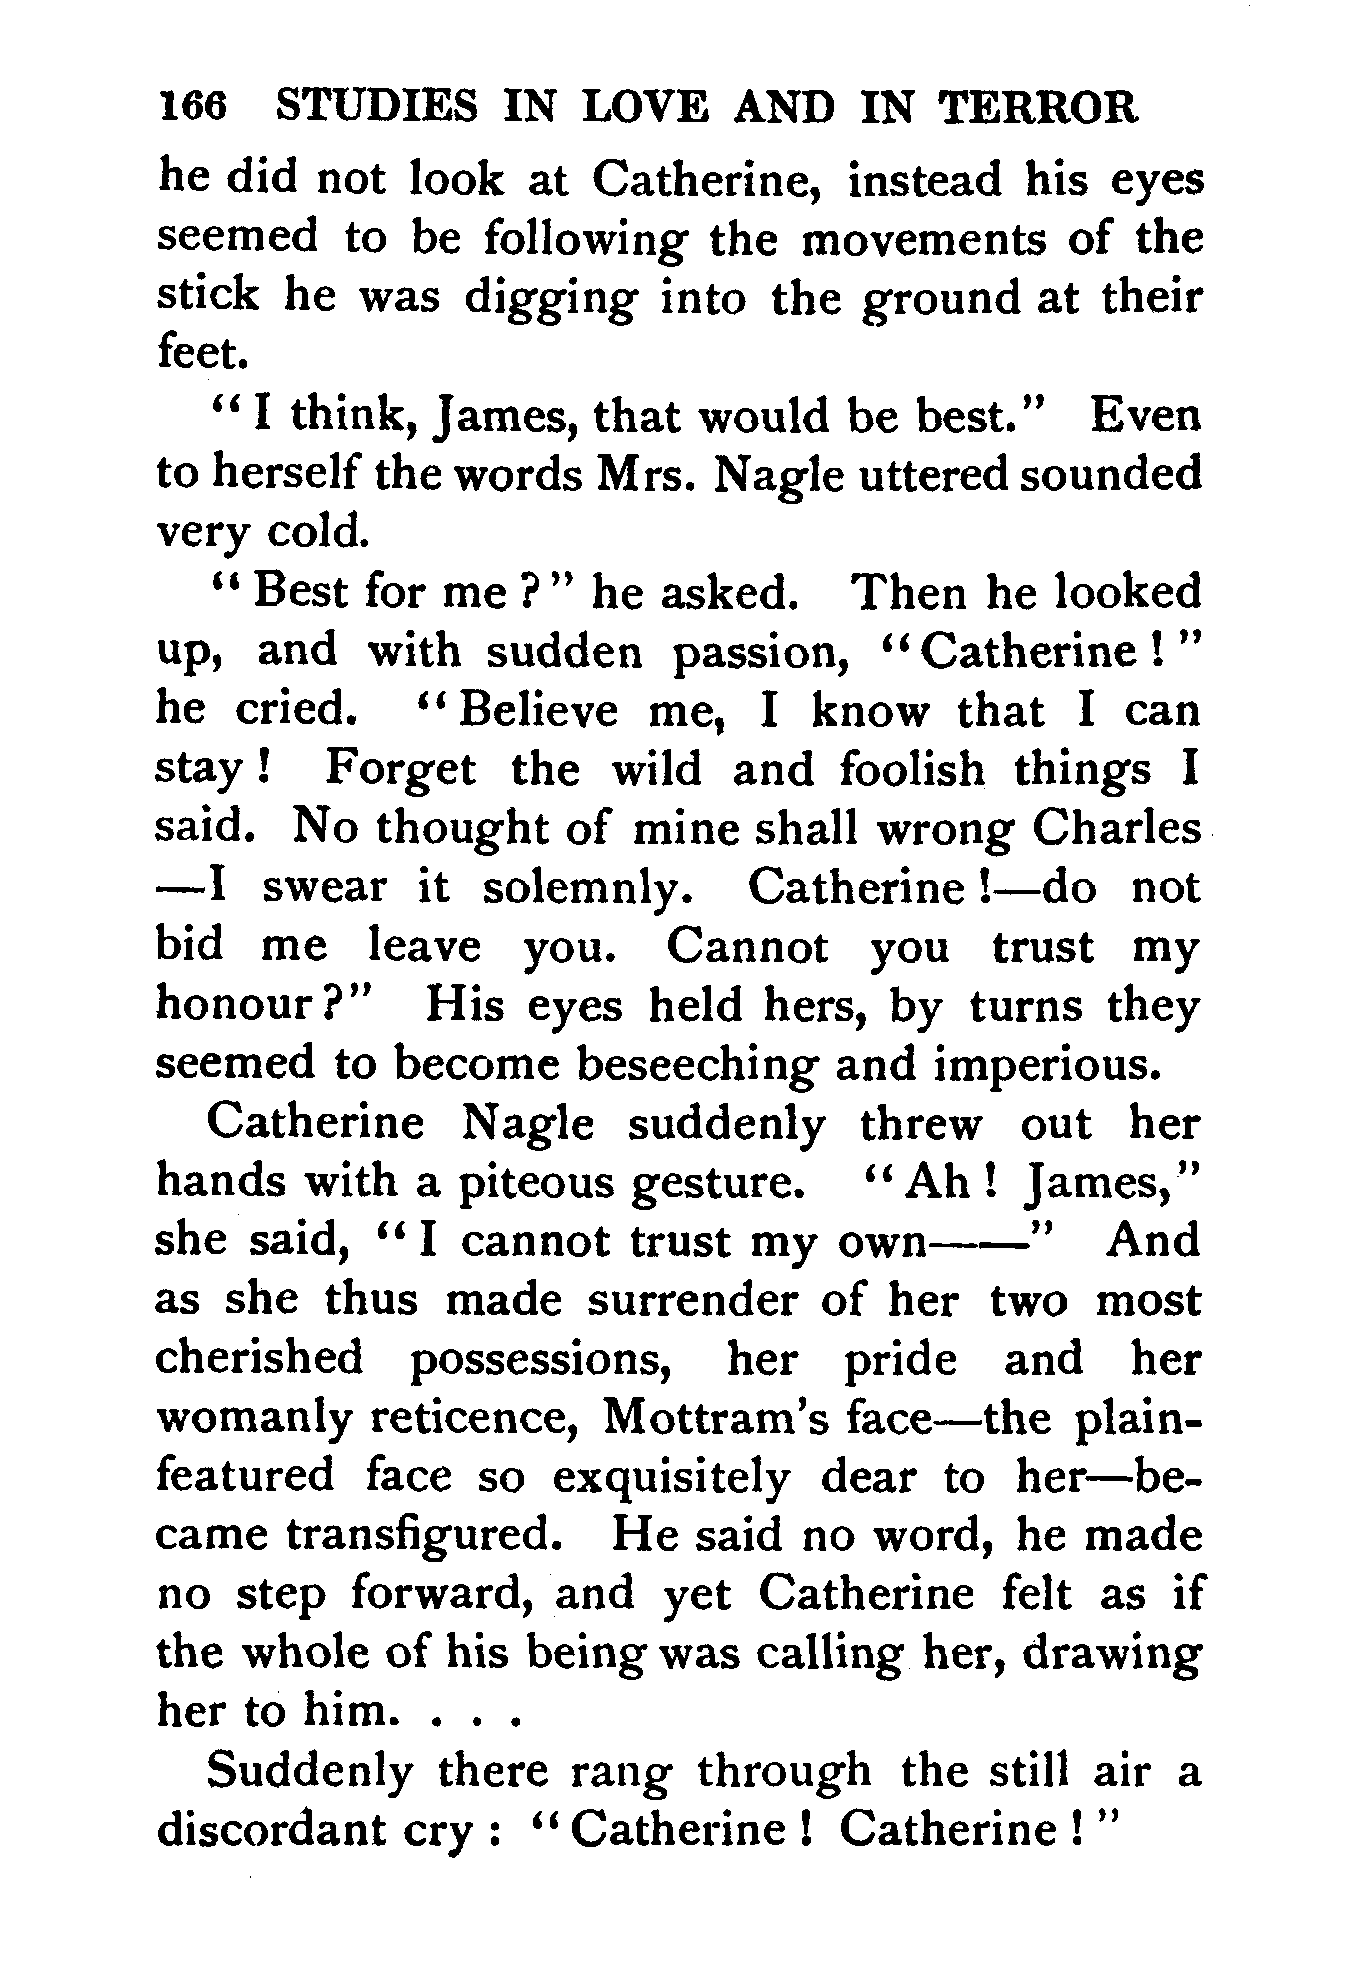 166 STUDIES IN LOVE AND IN TERROR
he did not look at Catherine, instead his eyes
seemed to be following the movements of the
stick he was digging into the ground at their
feet.
“ I think, James, that would be best.” Even
to herself the words Mrs. Nagle uttered sounded
very cold.
“ Best for me ? ” he asked. Then he looked
up, and with sudden passion, “ Catherine ! ”
he cried. “ Believe me, I know that I can
stay ! Forget the wild and foolish things I
said. No thought of mine shall wrong Charles
—I swear it solemnly. Catherine !—do not
bid me leave you. Cannot you trust my
honour ?” His eyes held hers, by turns they
seemed to become beseeching and imperious.
Catherine Nagle suddenly threw out her
hands with a piteous gesture. “ Ah ! James,”
she said, “ I cannot trust my own——” And
as she thus made surrender of her two most
cherished possessions, her pride and her
womanly reticence, Mottram's face—the plain-
featured face so exquisitely dear to her—be-
came transfigured. He said no word, he made
no step forward, and yet Catherine felt as if
the whole of his being was calling her, drawing
her to him. . . .
Suddenly there rang through the still air a
discordant cry : “ Catherine ! Catherine ! ”